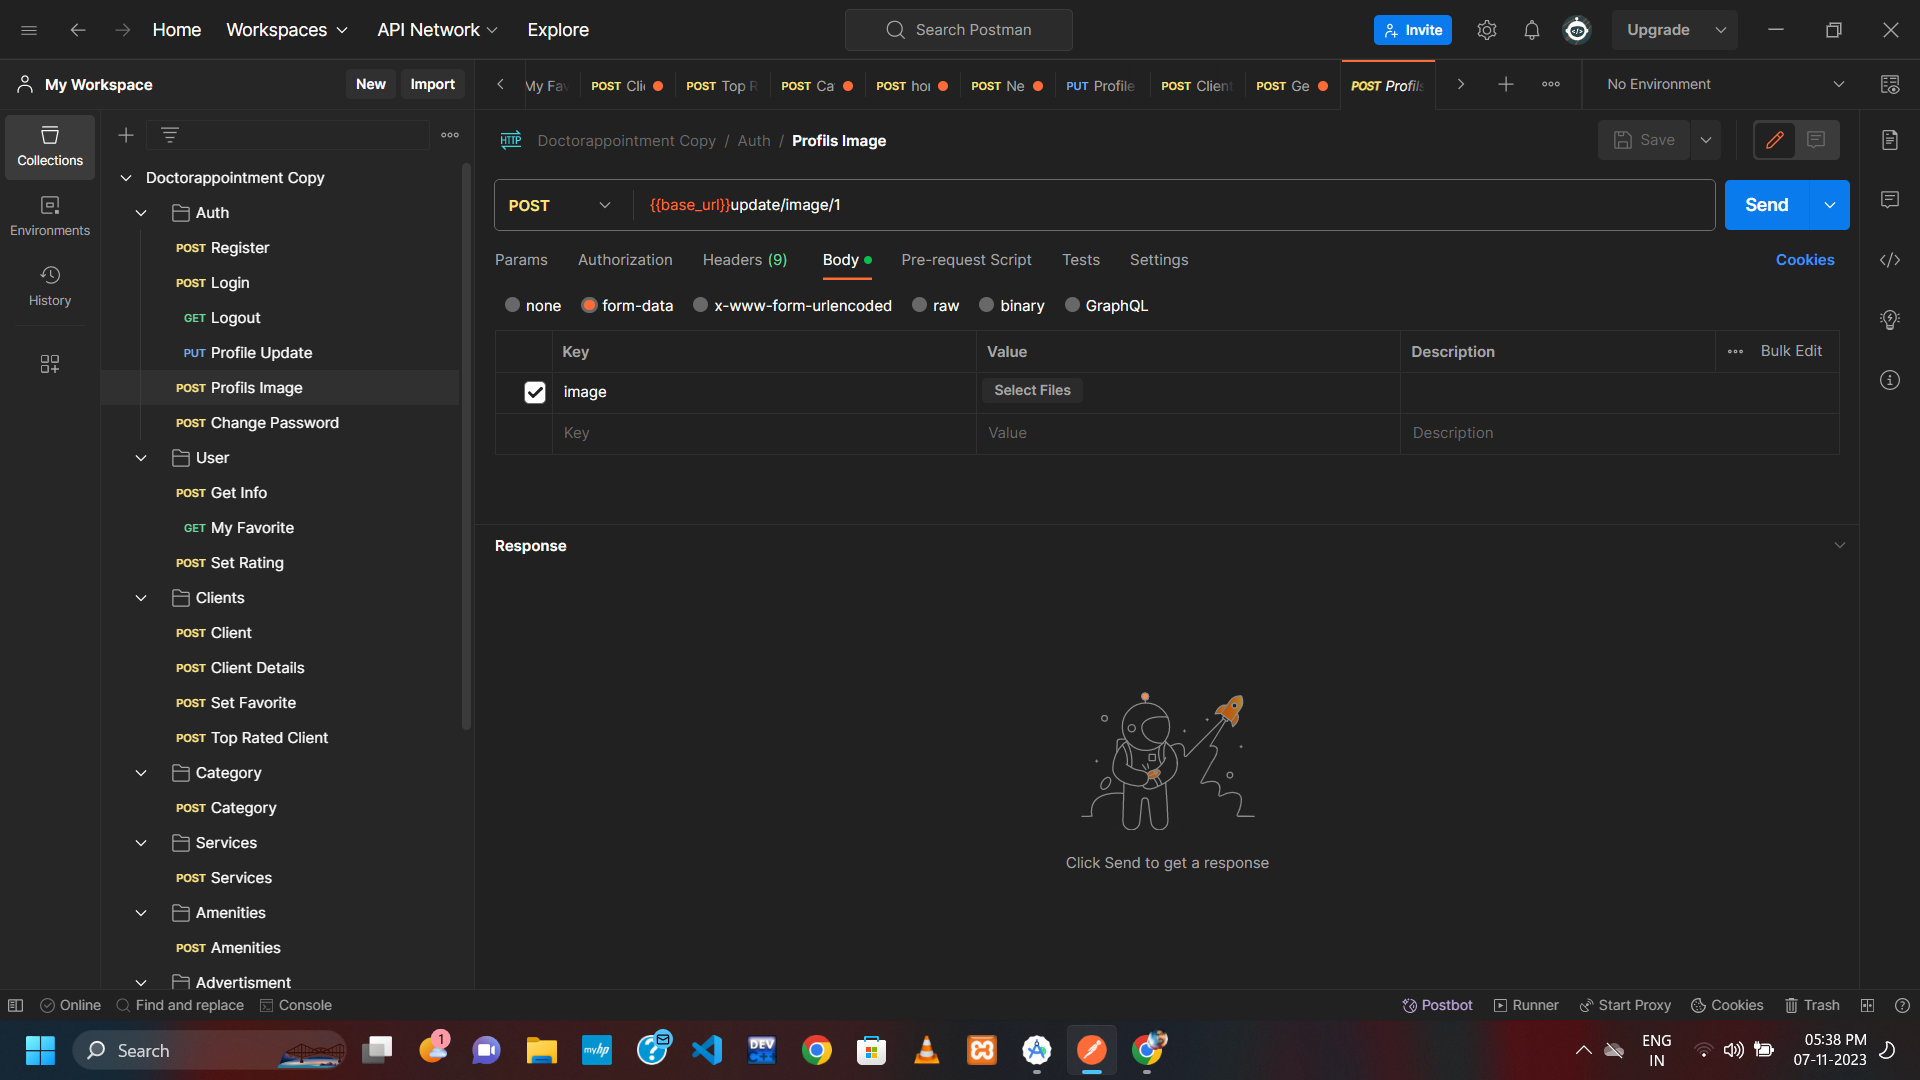 Home Workspaces API Network Explore Search Postman Invite Upgrade
My Workspace New Import
My Fav POST Cli POST Top R POST Ca POST ho POST Ne PUT Profile POST Client POST Ge POST Profils No Environment
Collections
Environments
History
Doctorappointment Copy
Auth
POST Register
POST Login
GET Logout
PUT Profile Update
POST Profils Image
POST Change Password
User
POST Get Info
GET My Favorite
POST Set Rating
Clients
POST Client
POST Client Details
POST Set Favorite
POST Top Rated Client
Category
POST Category
Services
POST Services
Amenities
POST Amenities
Advertisment
HTTP Doctorappointment Copy / Auth / Profils Image Save
POST {{base_url}}update/image/1 Send
Params Authorization Headers (9) Body Pre-request Script Tests Settings Cookies
none form-data x-www-form-urlencoded raw binary GraphQL
Key Value Description Bulk Edit
image Select Files
Key Value Description
Response
Click Send to get a response
Online Find and replace Console Postbot Runner Start Proxy Cookies Trash
Search 1 myhp DEV C++ ENG IN 05:38 PM
07-11-2023